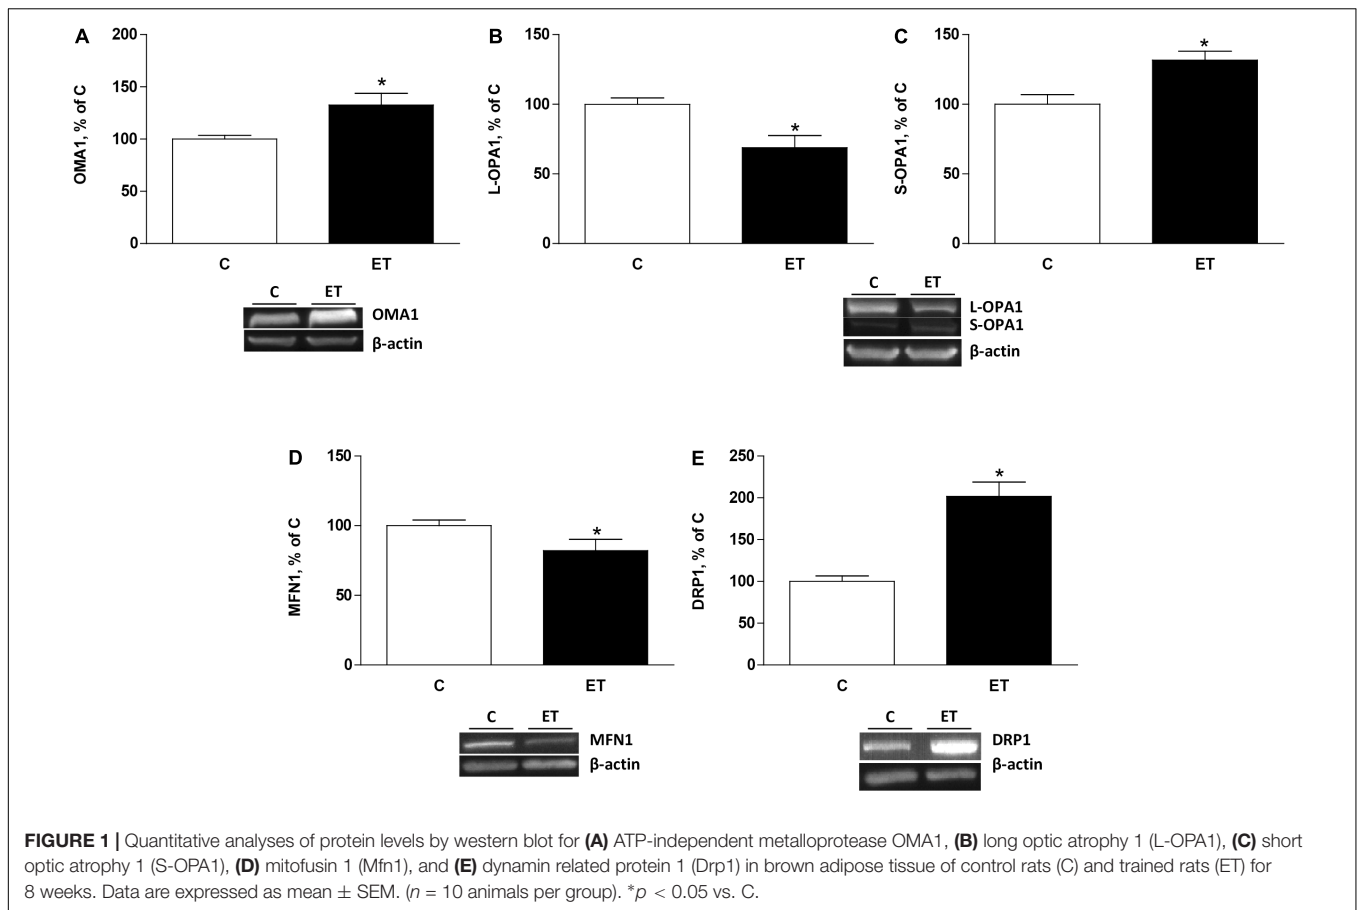 A
200
150
100
50
0
OMA1, % of C
C
ET
*
C ET
OMA1
β-actin
B
150
100
50
0
L-OPA1, % of C
C
ET
*
C
150
100
50
0
S-OPA1, % of C
C
ET
*
C ET
L-OPA1
S-OPA1
β-actin
D
150
100
50
0
MFN1, % of C
C
ET
*
C ET
MFN1
β-actin
E
250
200
150
100
50
0
DRP1, % of C
C
ET
*
C ET
DRP1
β-actin
FIGURE 1 | Quantitative analyses of protein levels by western blot for (A) ATP-independent metalloprotease OMA1, (B) long optic atrophy 1 (L-OPA1), (C) short
optic atrophy 1 (S-OPA1), (D) mitofusin 1 (Mfn1), and (E) dynamin related protein 1 (Drp1) in brown adipose tissue of control rats (C) and trained rats (ET) for
8 weeks. Data are expressed as mean ± SEM. (n = 10 animals per group). *p < 0.05 vs. C.